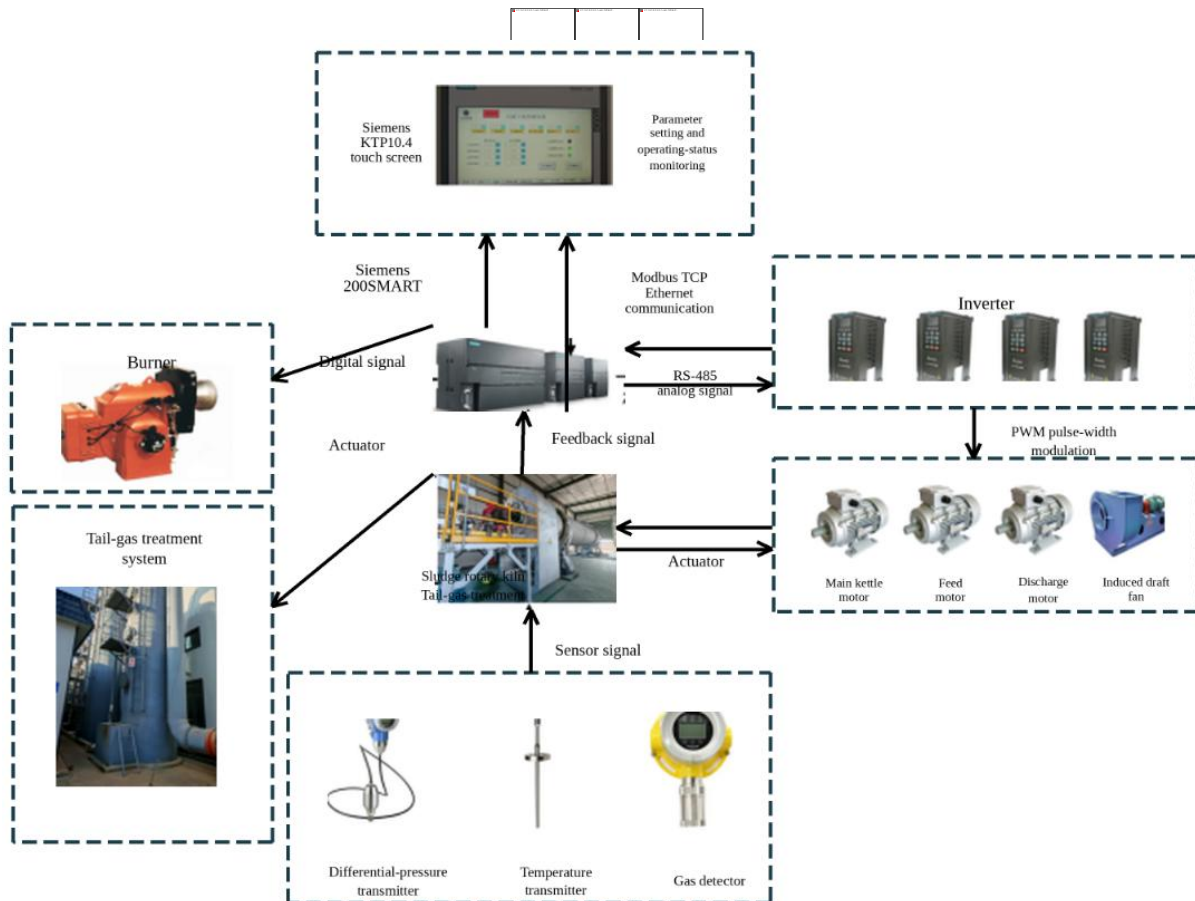 Siemens
KTP10.4
touch screen
Parameter
setting and
operating-status
monitoring
Siemens
200SMART
Modbus TCP
Ethernet
communication
Inverter
Burner
Digital signal
RS-485
analog signal
Actuator
Feedback signal
PWM pulse-width
modulation
Tail-gas treatment
system
Sludge rotary kiln
Tail-gas treatment
Actuator
Main kettle
motor
Feed
motor
Discharge
motor
Induced draft
fan
Sensor signal
Differential-pressure
transmitter
Temperature
transmitter
Gas detector